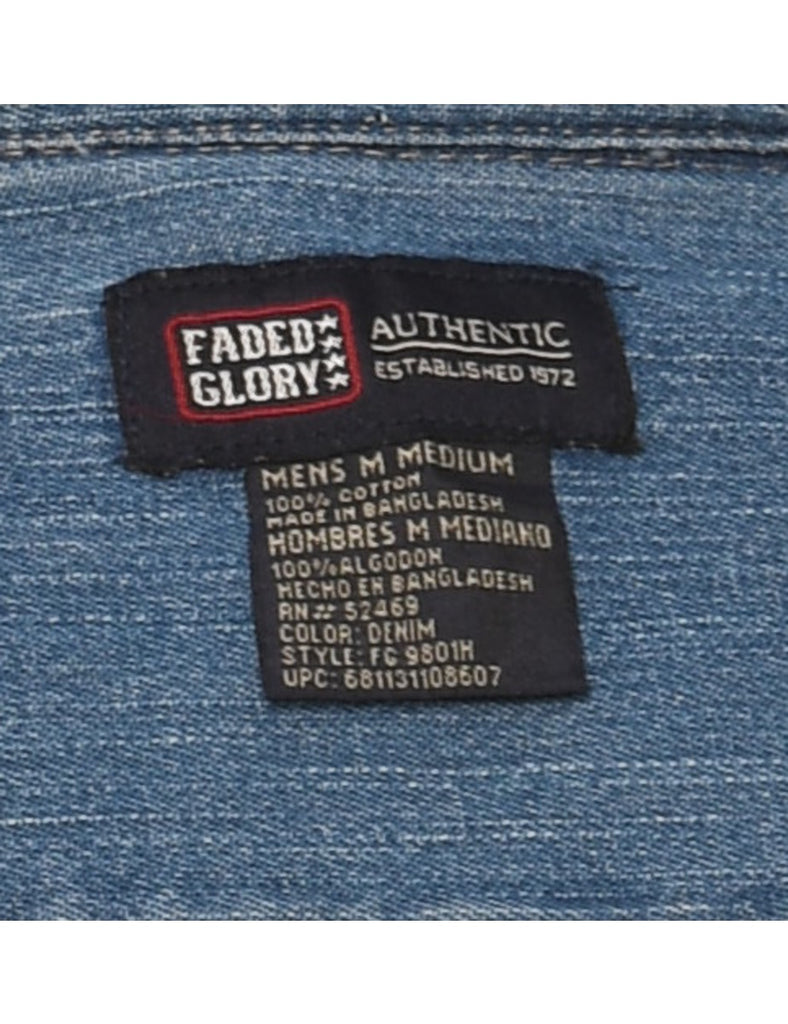 FADED
GLORY
AUTHENTIC
ESTABLISHED 1972
MENS M MEDIUM
100% COTTON
MADE IN BANGLADESH
HOMBRES M MEDIANO
100% ALGODON
HECHO EN BANGLADESH
RN# 52469
COLOR: DENIM
STYLE: FG 9801H
UPC: 681131108607